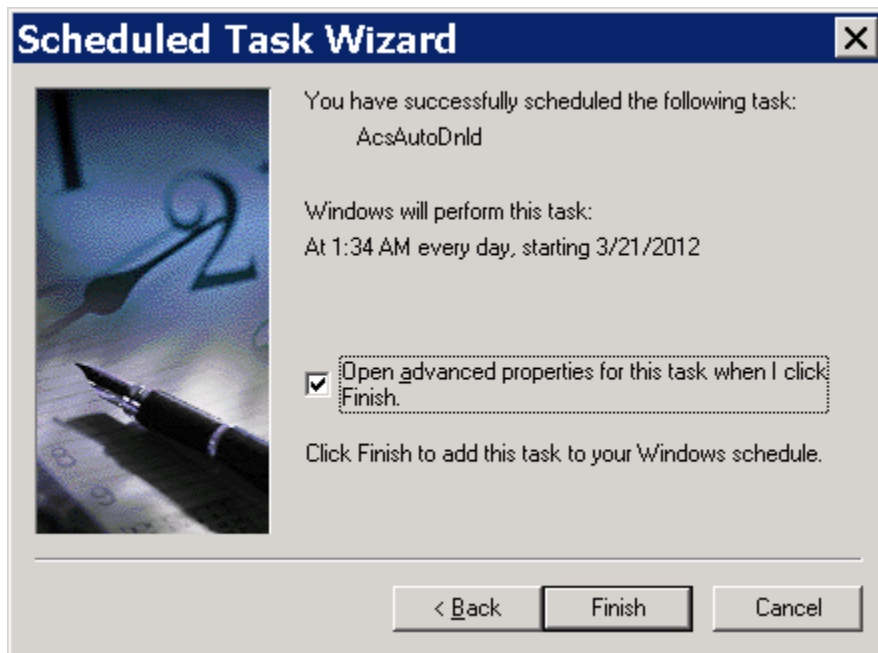 Scheduled Task Wizard
You have successfully scheduled the following task:
AcsAutoDnld
Windows will perform this task:
At 1:34 AM every day, starting 3/21/2012
Open advanced properties for this task when I click
Finish.
Click Finish to add this task to your Windows schedule.
< Back
Finish
Cancel